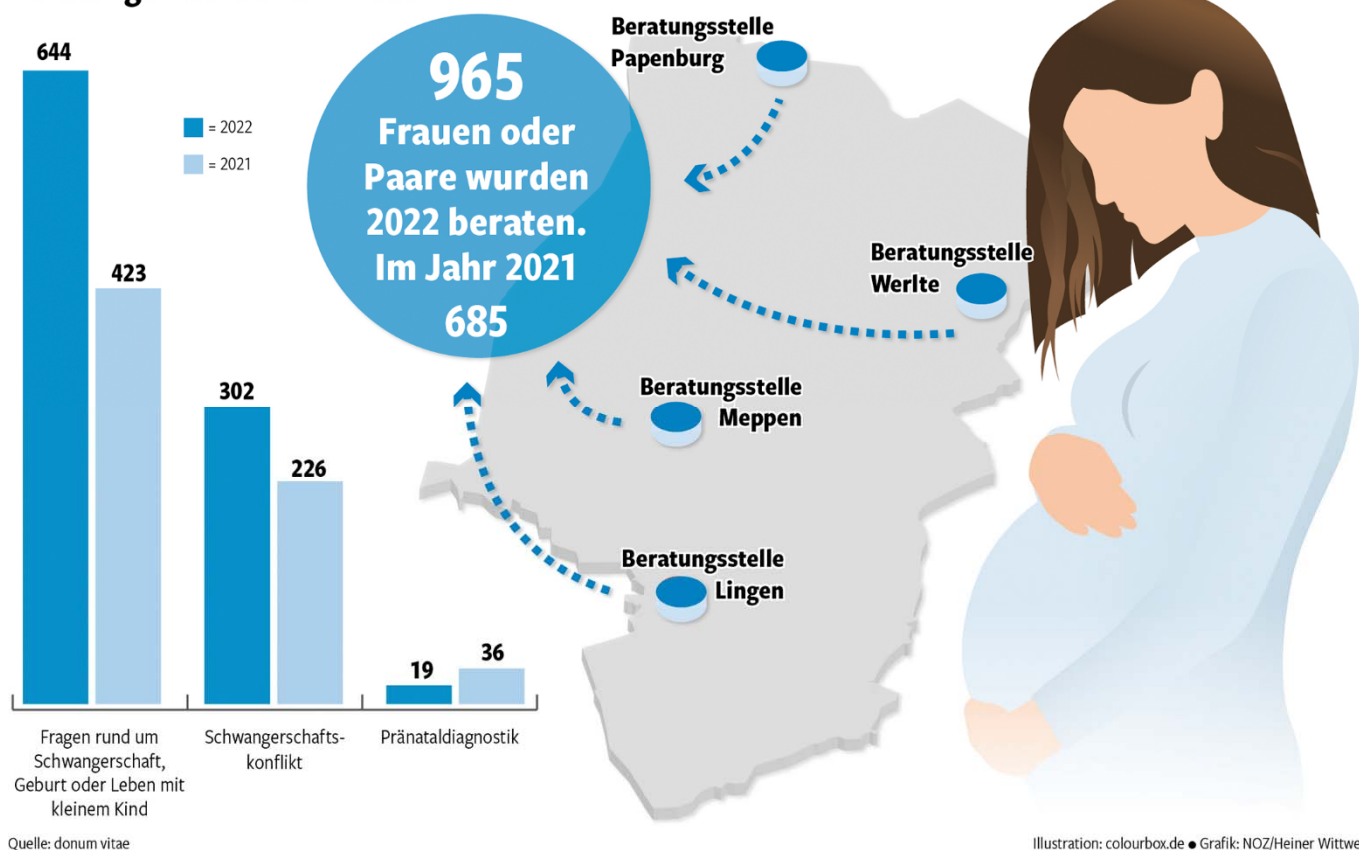 644
423
302
226
19
36
= 2022
= 2021
965
Frauen oder
Paare wurden
2022 beraten.
Im Jahr 2021
685
Beratungsstelle
Papenburg
Beratungsstelle
Werlte
Beratungsstelle
Meppen
Beratungsstelle
Lingen
Fragen rund um
Schwangerschaft,
Geburt oder Leben mit
kleinem Kind
Schwangerschafts-
konflikt
Pränataldiagnostik
Quelle: donum vitae
Illustration: colourbox.de ● Grafik: NOZ/Heiner Wittwe